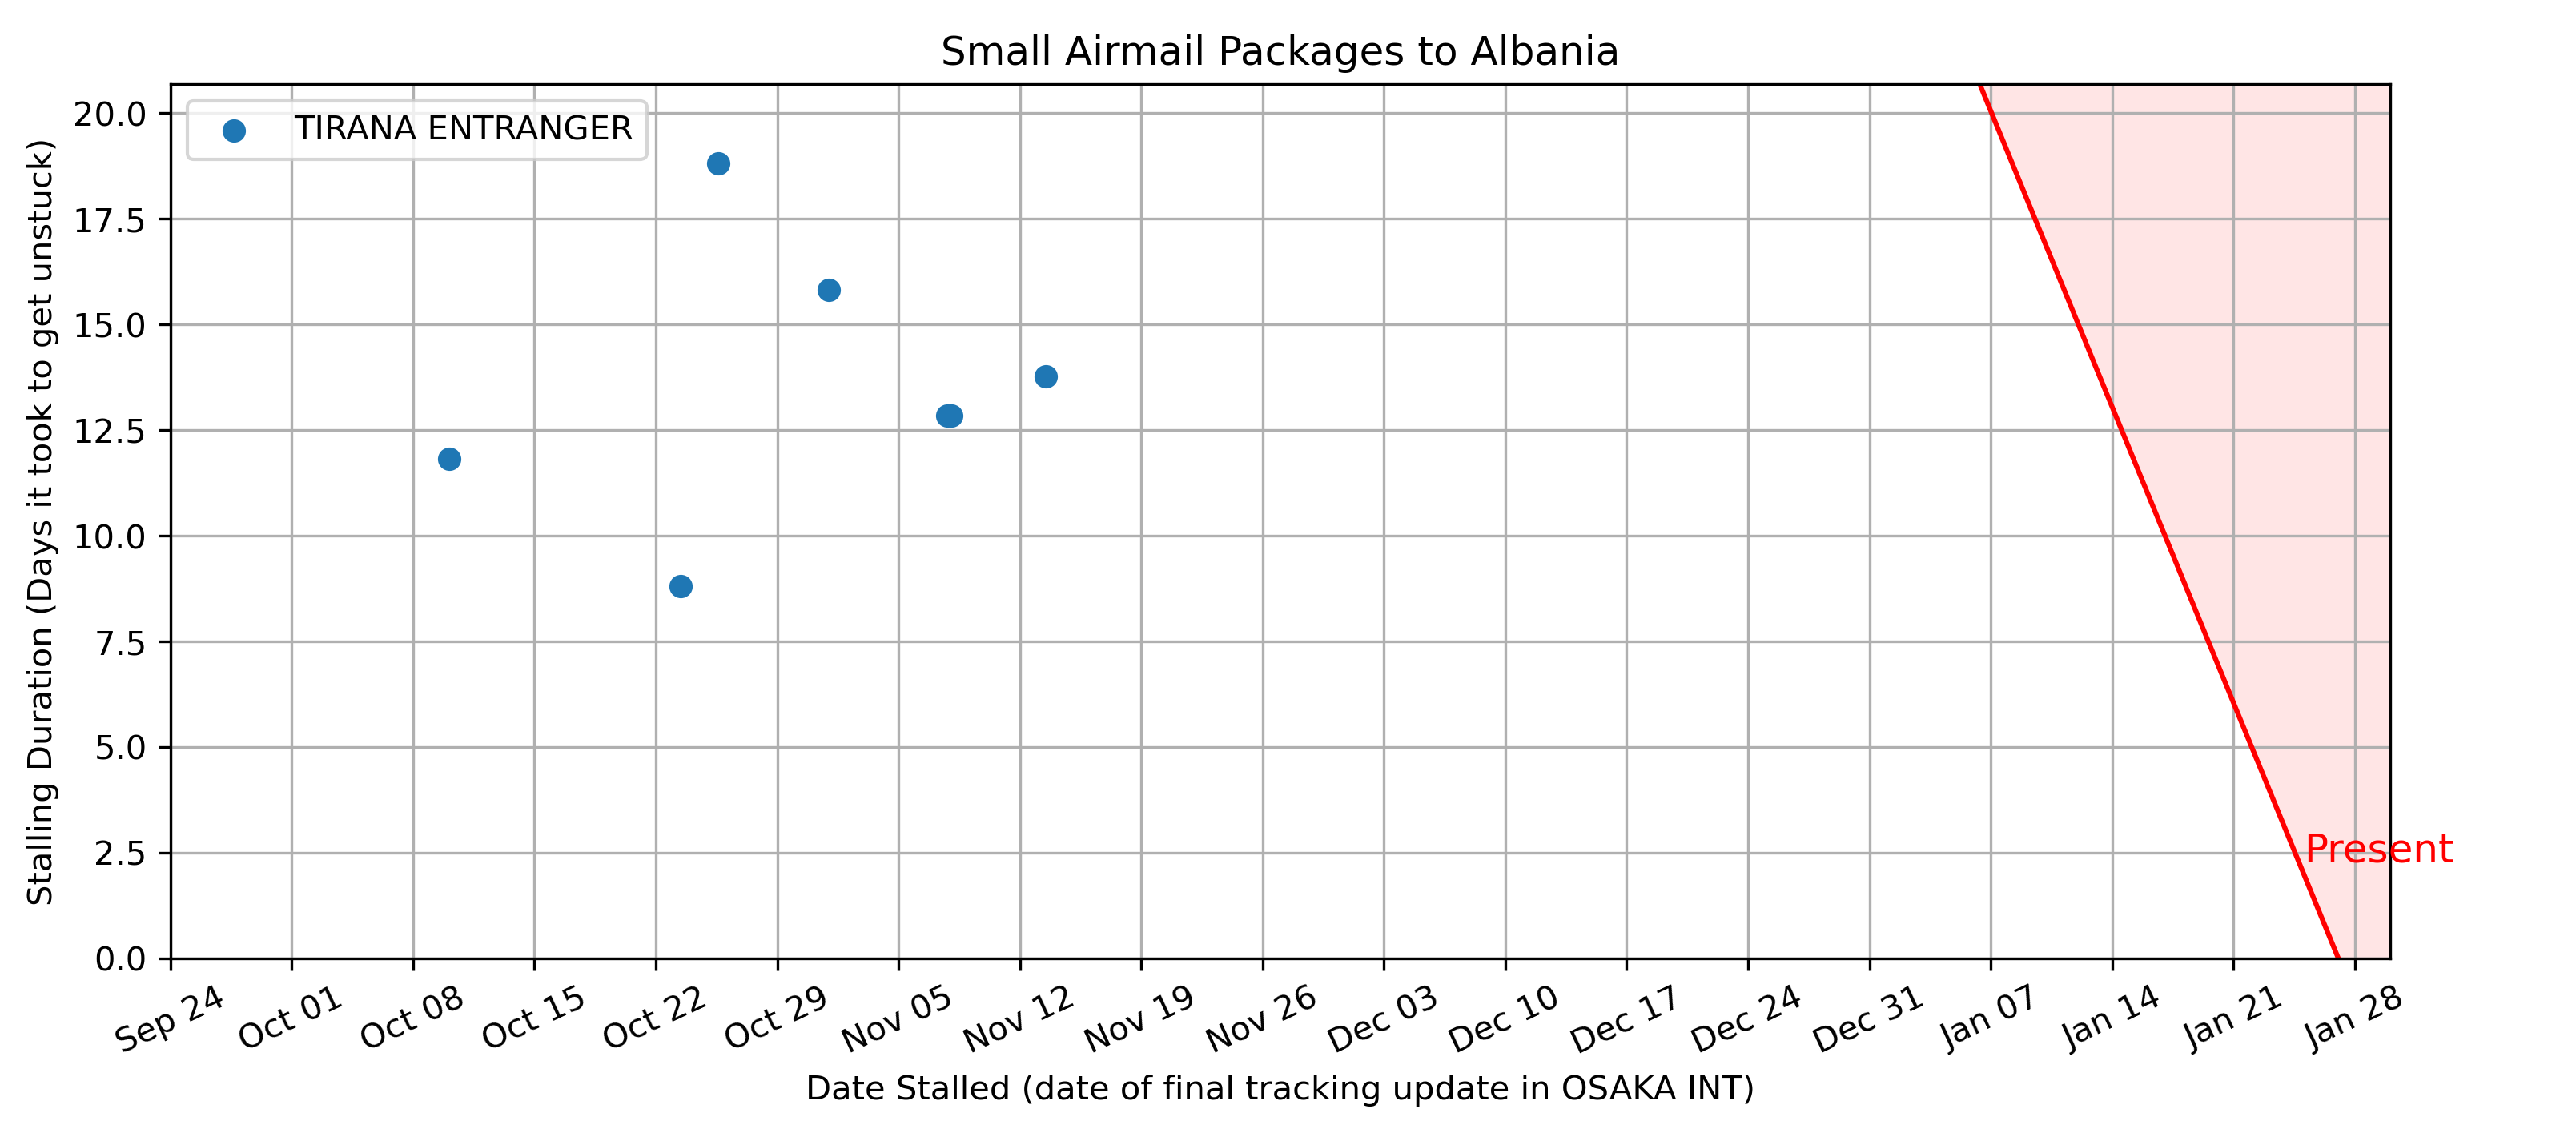 Small Airmail Packages to Albania
TIRANA ENTRANGER
Stalling Duration (Days it took to get unstuck)
20.0
17.5
15.0
12.5
10.0
7.5
5.0
2.5
0.0
Present
Sep 24 Oct 01 Oct 08 Oct 15 Oct 22 Oct 29 Nov 05 Nov 12 Nov 19 Nov 26 Dec 03 Dec 10 Dec 17 Dec 24 Dec 31 Jan 07 Jan 14 Jan 21 Jan 28
Date Stalled (date of final tracking update in OSAKA INT)